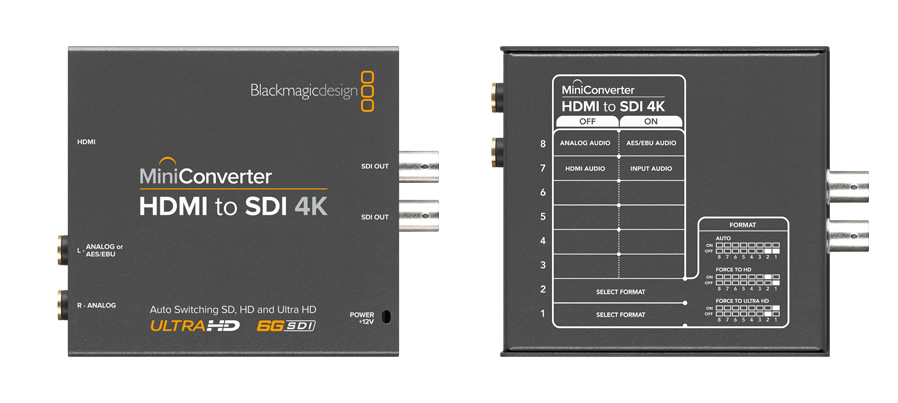 Blackmagicdesign
HDMI
MiniConverter
SDI OUT
HDMI to SDI 4K
SDI OUT
L - ANALOG or
AES/EBU
R - ANALOG
Auto Switching SD, HD and Ultra HD
ULTRAHD 6G SDI
POWER
+12V
MiniConverter
HDMI to SDI 4K
OFF ON
8 ANALOG AUDIO AES/EBU AUDIO
7 HDMI AUDIO INPUT AUDIO
6
5
4
3
2 SELECT FORMAT
1 SELECT FORMAT
FORMAT
AUTO
ON
OFF
8 7 6 5 4 3 2 1
FORCE TO HD
ON
OFF
8 7 6 5 4 3 2 1
FORCE TO ULTRA HD
ON
OFF
8 7 6 5 4 3 2 1